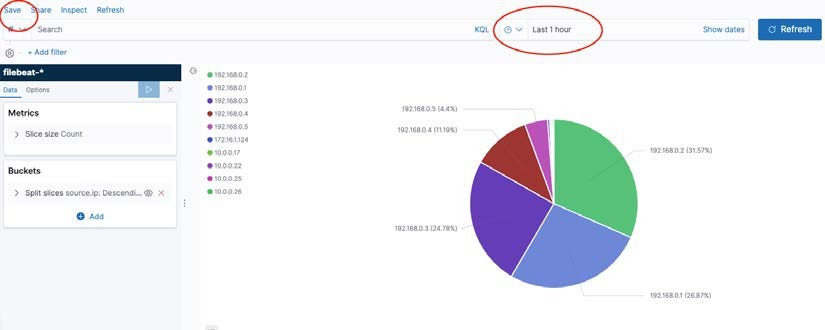 Save Share Inspect Refresh
Search KQL Last 1 hour Show dates Refresh
+ Add filter
filebeat-*
Data Options
Metrics
Slice size Count
Buckets
Split slices source.ip: Descendi...
Add
192.168.0.2
192.168.0.1
192.168.0.3
192.168.0.4
192.168.0.5
172.16.1.124
10.0.0.17
10.0.0.22
10.0.0.25
10.0.0.26
192.168.0.5 (4.4%)
192.168.0.4 (11.19%)
192.168.0.2 (31.57%)
192.168.0.3 (24.78%)
192.168.0.1 (26.87%)